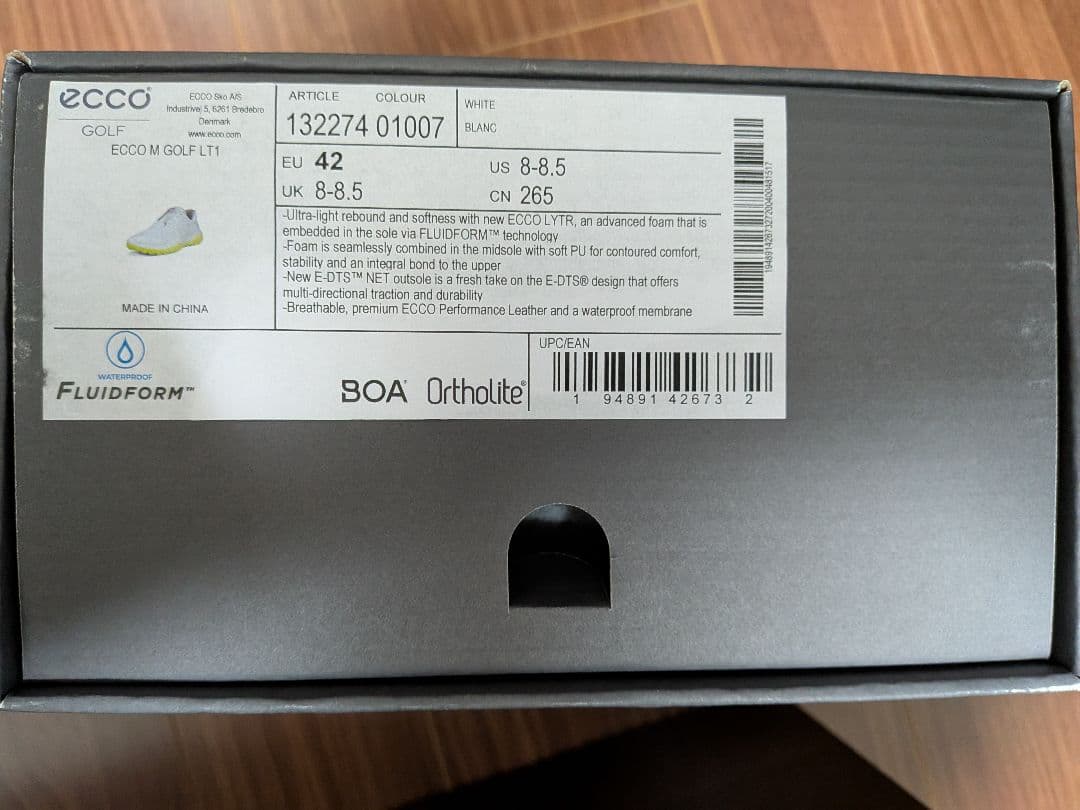 ecco
GOLF
ECCO Sko A/S
Industrivej 5, 6261 Bredebro
Denmark
www.ecco.com
ECCO M GOLF LT1
MADE IN CHINA
ARTICLE COLOUR
132274 01007
WHITE
BLANC
EU 42
US 8-8.5
UK 8-8.5
CN 265
-Ultra-light rebound and softness with new ECCO LYTR, an advanced foam that is
embedded in the sole via FLUIDFORM™ technology
-Foam is seamlessly combined in the midsole with soft PU for contoured comfort,
stability and an integral bond to the upper
-New E-DTS™ NET outsole is a fresh take on the E-DTS® design that offers
multi-directional traction and durability
-Breathable, premium ECCO Performance Leather and a waterproof membrane
WATERPROOF
FLUIDFORM™
BOA® Ortholite®
UPC/EAN
1 94891 42673 2